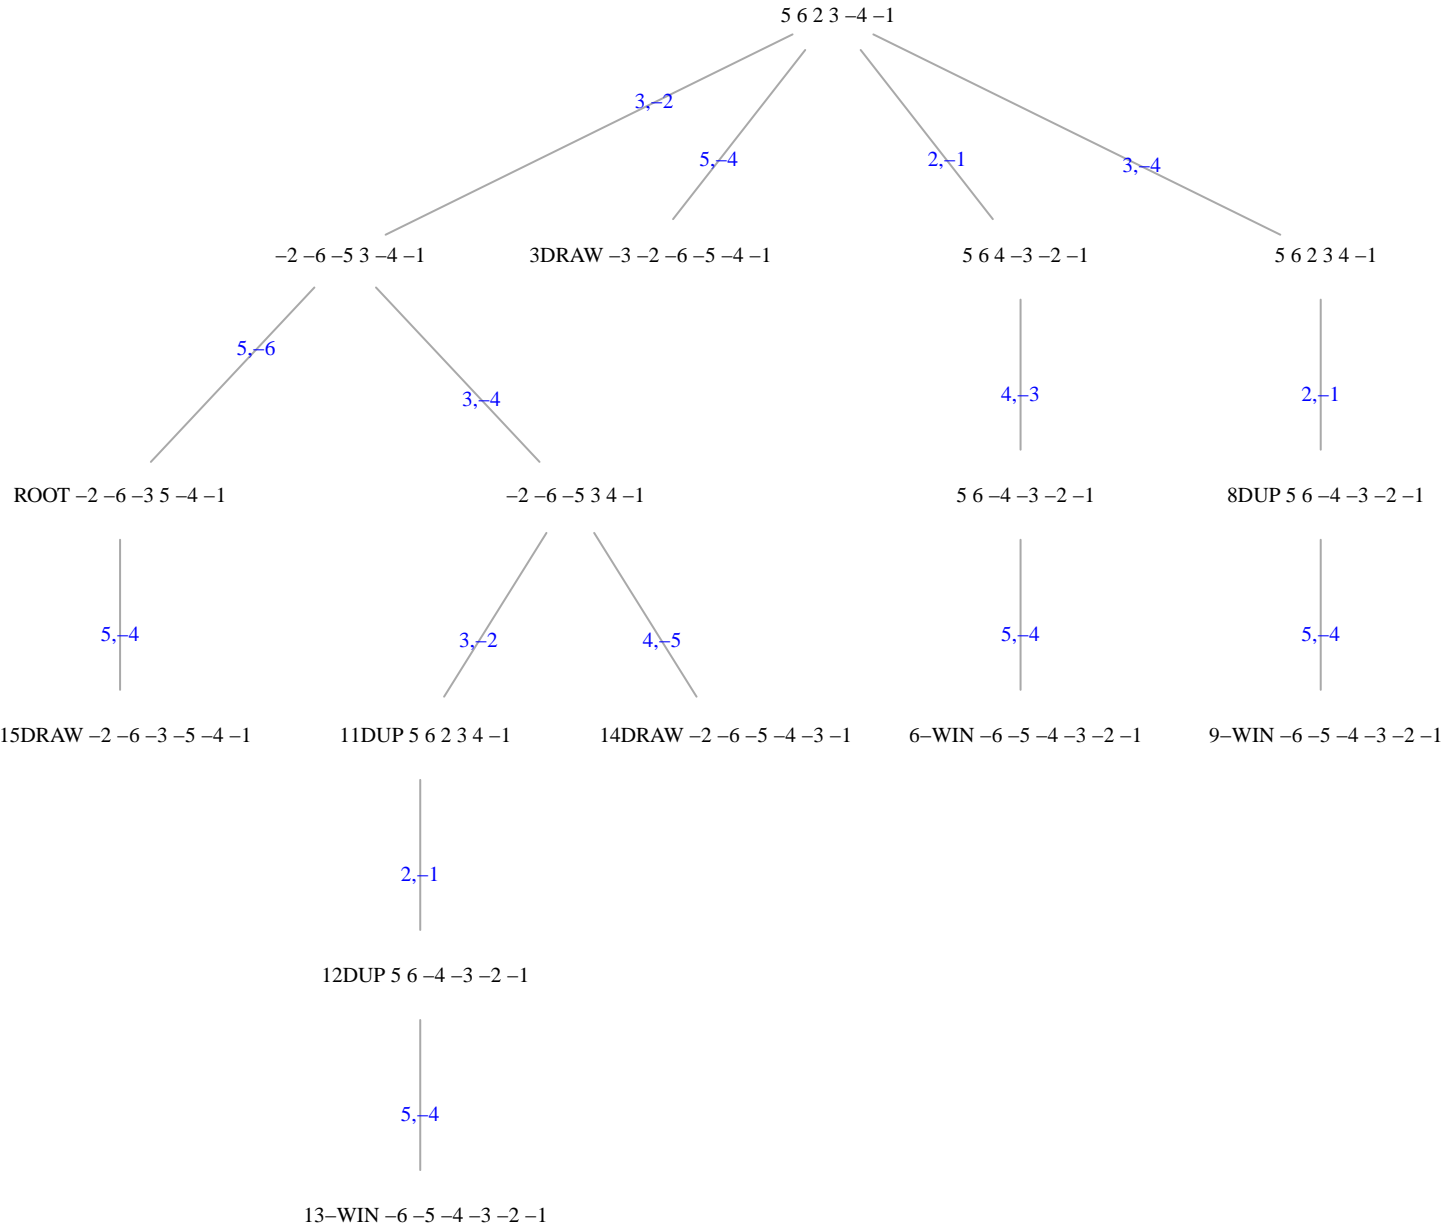 5 6 2 3 –4 –1
3,–2
5,–4
2,–1
3,–4
–2 –6 –5 3 –4 –1
3DRAW –3 –2 –6 –5 –4 –1
5 6 4 –3 –2 –1
5 6 2 3 4 –1
5,–6
3,–4
4,–3
2,–1
ROOT –2 –6 –3 5 –4 –1
–2 –6 –5 3 4 –1
5 6 –4 –3 –2 –1
8DUP 5 6 –4 –3 –2 –1
5,–4
3,–2
4,–5
5,–4
5,–4
15DRAW –2 –6 –3 –5 –4 –1
11DUP 5 6 2 3 4 –1
14DRAW –2 –6 –5 –4 –3 –1
6–WIN –6 –5 –4 –3 –2 –1
9–WIN –6 –5 –4 –3 –2 –1
2,–1
12DUP 5 6 –4 –3 –2 –1
5,–4
13–WIN –6 –5 –4 –3 –2 –1